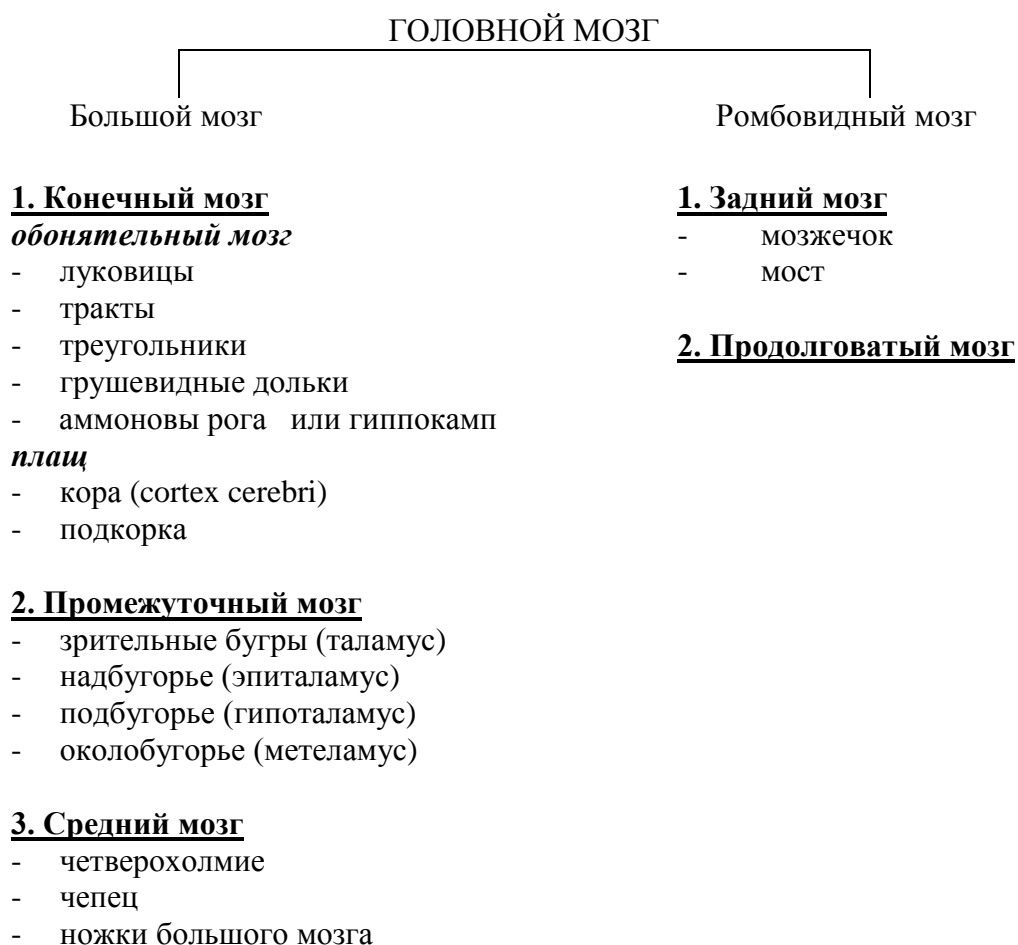 ГОЛОВНОЙ МОЗГ
Большой мозг
1. Конечный мозг
обонятельный мозг
- луковицы
- тракты
- треугольники
- грушевидные дольки
- аммоновы рога или гиппокамп
плащ
- кора (cortex cerebri)
- подкорка
2. Промежуточный мозг
- зрительные бугры (таламус)
- надбугорье (эпиталамус)
- подбугорье (гипоталамус)
- околобугорье (метеламус)
3. Средний мозг
- четверохолмие
- чепец
- ножки большого мозга
Ромбовидный мозг
1. Задний мозг
- мозжечок
- мост
2. Продолговатый мозг